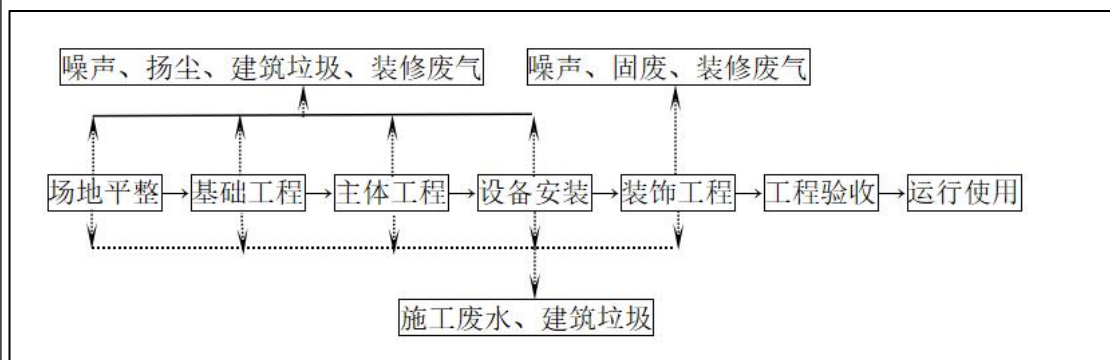 噪声、扬尘、建筑垃圾、装修废气 噪声、固废、装修废气
场地平整→基础工程→主体工程→设备安装→装饰工程→工程验收→运行使用
施工废水、建筑垃圾